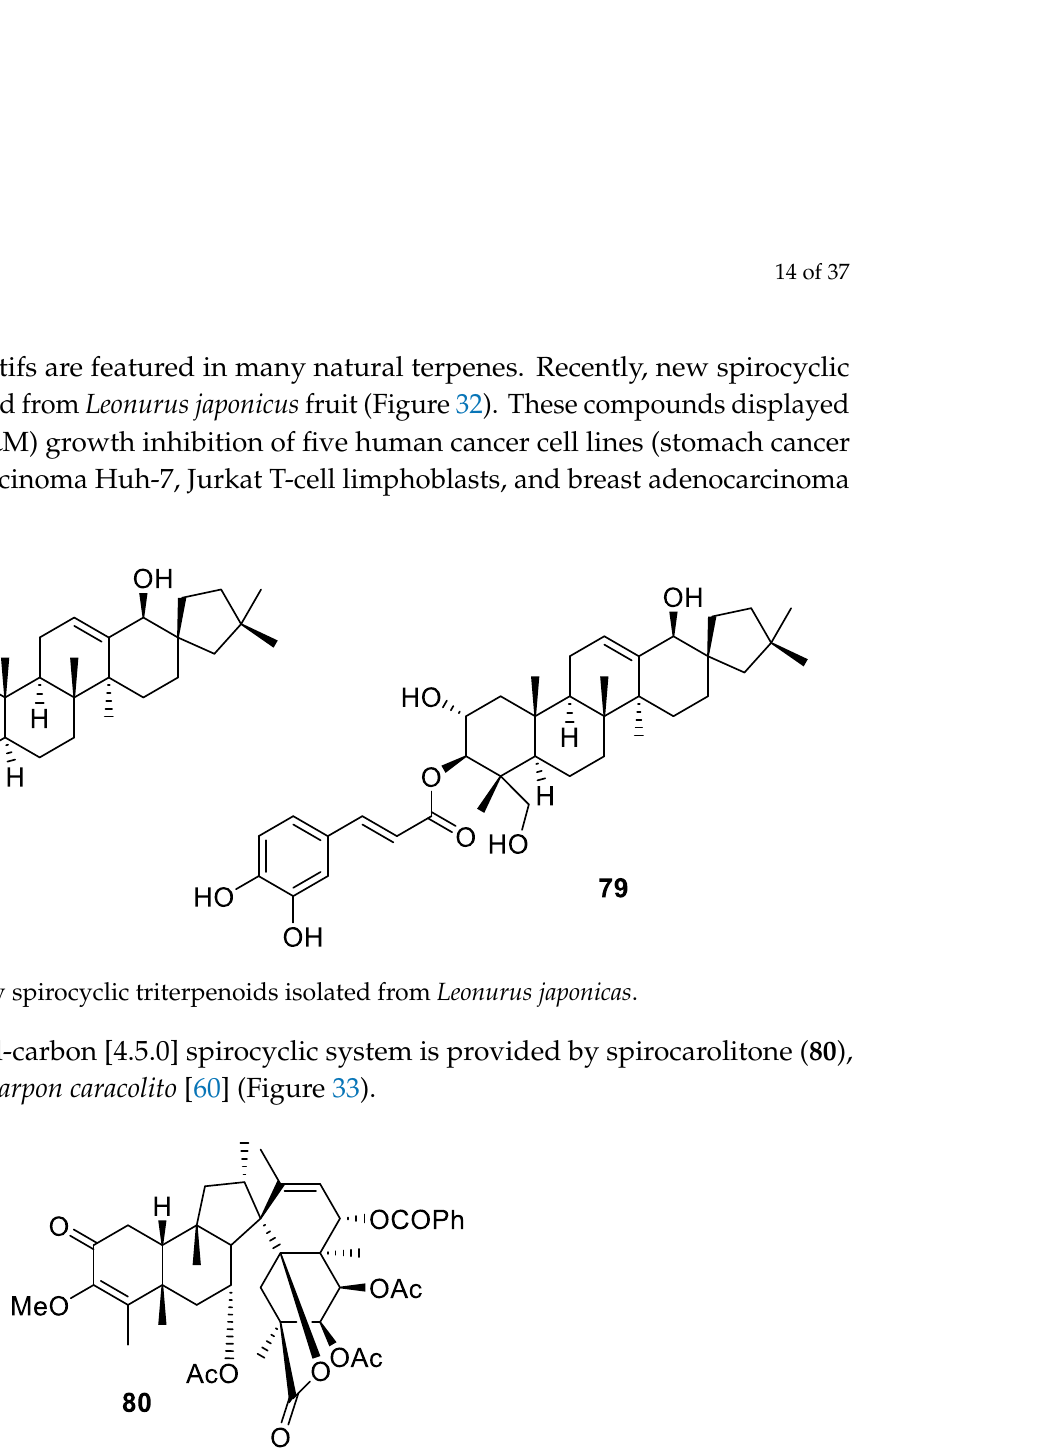 14 of 37
tifs are featured in many natural terpenes. Recently, new spirocyclic
d from Leonurus japonicus fruit (Figure 32). These compounds displayed
M) growth inhibition of five human cancer cell lines (stomach cancer
cinoma Huh-7, Jurkat T-cell limphoblasts, and breast adenocarcinoma
OH
OH
HO
H
H
H
O
H
O
HO
HO
OH
79
spirocyclic triterpenoids isolated from Leonurus japonicas.
l-carbon [4.5.0] spirocyclic system is provided by spirocarolitone (80),
arpon caracolito [60] (Figure 33).
H
O
OCOPh
OAc
MeO
OAc
O
AcO
80
O